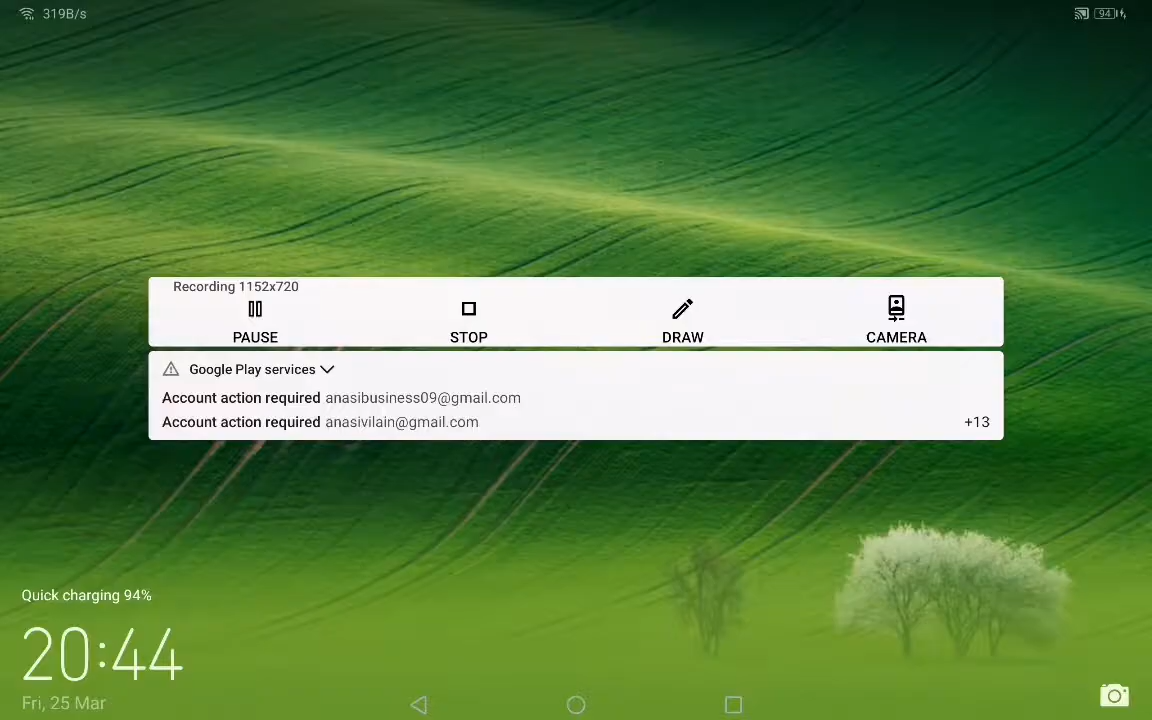 319B/s
94
Recording 1152x720
PAUSE STOP DRAW CAMERA
Google Play services
Account action required anasibusiness09@gmail.com
Account action required anasivilain@gmail.com +13
Quick charging 94%
20:44
Fri, 25 Mar